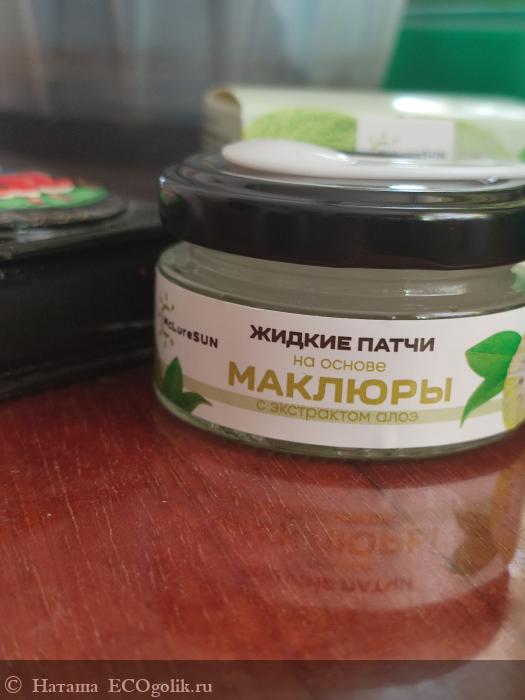 McLureSUN
ЖИДКИЕ ПАТЧИ
на основе
МАКЛЮРЫ
с экстрактом алоэ
© Наташа ECOgolik.ru